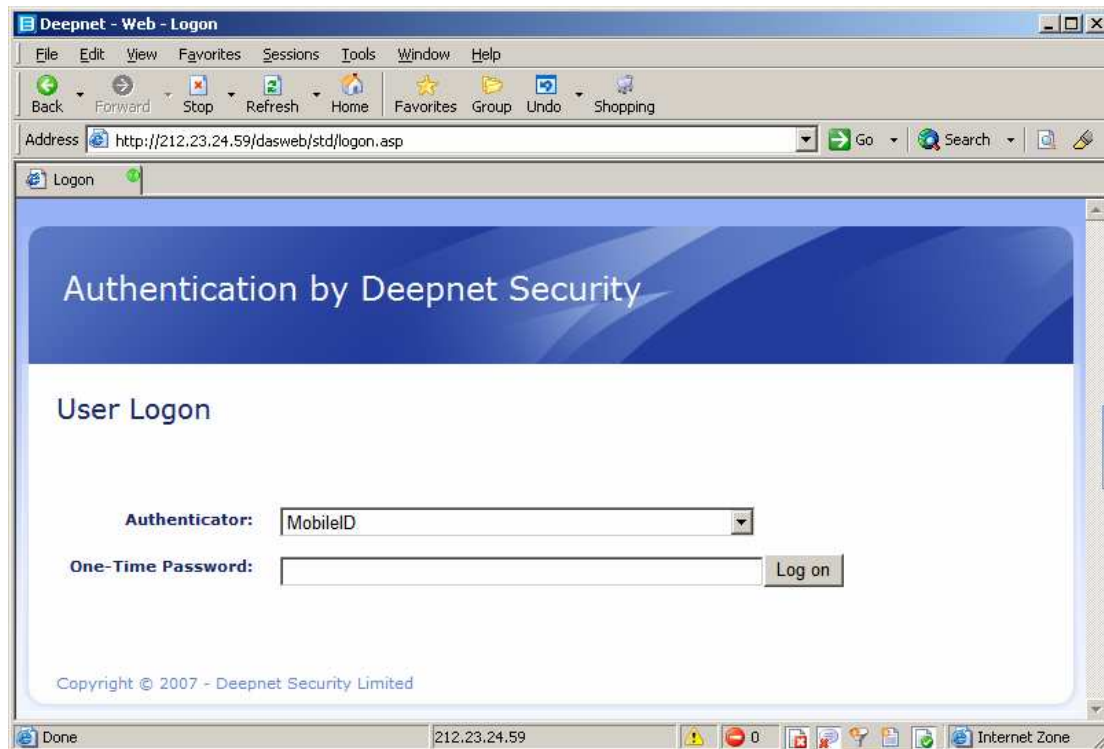 Deepnet - Web - Logon
File Edit View Favorites Sessions Tools Window Help
Back Forward Stop Refresh Home Favorites Group Undo Shopping
Address http://212.23.24.59/dasweb/std/logon.asp Go Search
Logon
Authentication by Deepnet Security
User Logon
Authenticator: MobileID
One-Time Password: Log on
Copyright © 2007 - Deepnet Security Limited
Done 212.23.24.59 0 Internet Zone